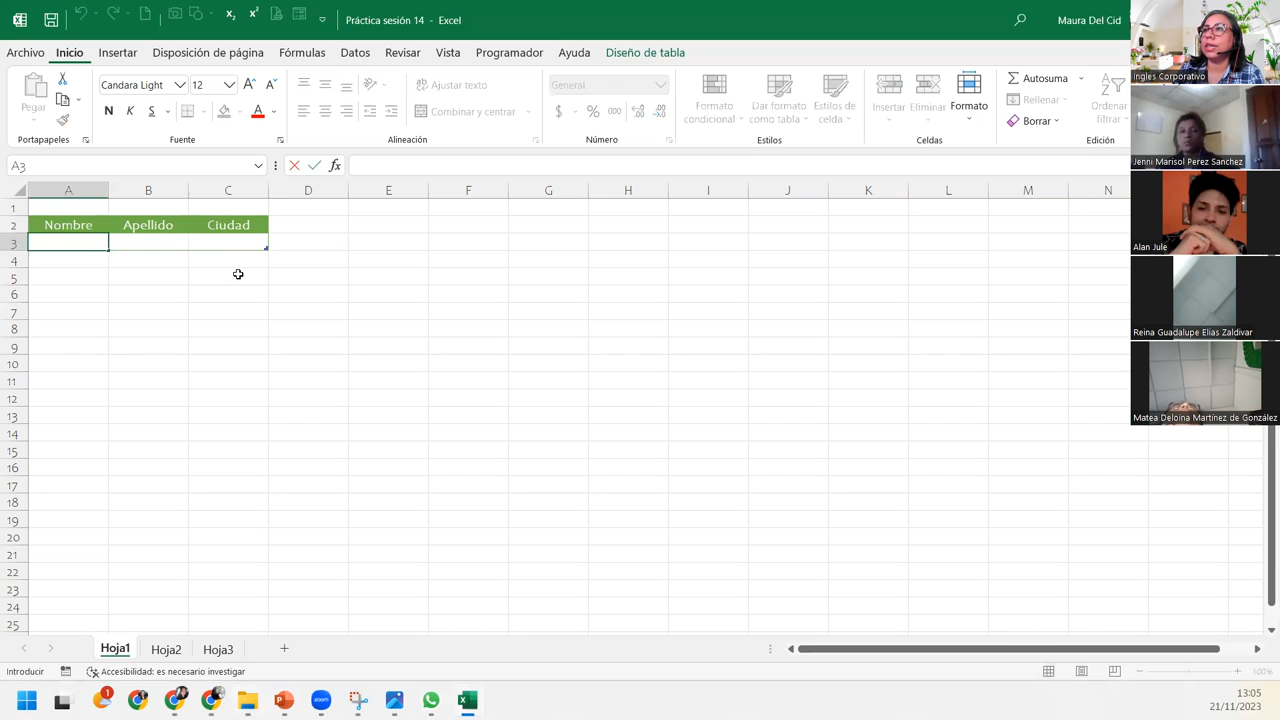 Práctica sesión 14 - Excel
Maura Del Cid
Archivo Inicio Insertar Disposición de página Fórmulas Datos Revisar Vista Programador Ayuda Diseño de tabla
Pegar
Candara Light 12
N K S
Ajustar texto
Combinar y centrar
General
Formato condicional
Dar formato como tabla
Estilos de celda
Insertar
Eliminar
Formato
Autosuma
Rellenar
Borrar
Ordenar
filtrar
Portapapeles Fuente Alineación Número Estilos Celdas Edición
A3 fx
A B C D E F G H I J K L M N
1
2 Nombre Apellido Ciudad
3
4
5
6
7
8
9
10
11
12
13
14
15
16
17
18
19
20
21
22
23
24
25
Ingles Corporativo
Jenni Marisol Perez Sanchez
Alan Jule
Reina Guadalupe Elias Zaldivar
Matea Deloina Martínez de González
Hoja1 Hoja2 Hoja3
Introducir Accesibilidad: es necesario investigar 100%
1
zoom
13:05
21/11/2023